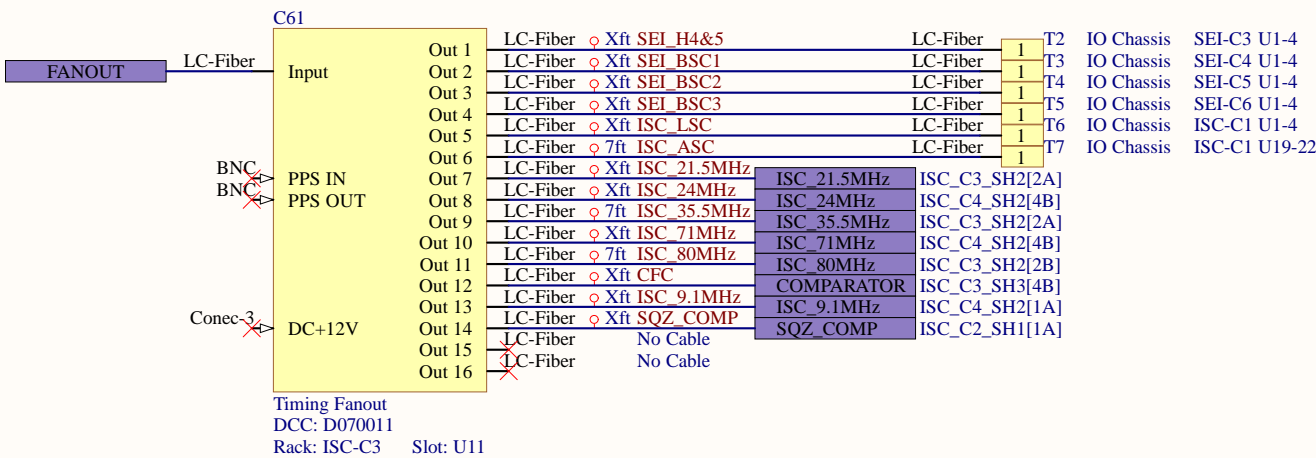 C61
Out 1 LC-Fiber Xft SEI_H4&5 LC-Fiber 1 T2 IO Chassis SEI-C3 U1-4
FANOUT LC-Fiber Input Out 2 LC-Fiber Xft SEI_BSC1 LC-Fiber 1 T3 IO Chassis SEI-C4 U1-4
Out 3 LC-Fiber Xft SEI_BSC2 LC-Fiber 1 T4 IO Chassis SEI-C5 U1-4
Out 4 LC-Fiber Xft SEI_BSC3 LC-Fiber 1 T5 IO Chassis SEI-C6 U1-4
Out 5 LC-Fiber Xft ISC_LSC LC-Fiber 1 T6 IO Chassis ISC-C1 U1-4
Out 6 LC-Fiber 7ft ISC_ASC LC-Fiber 1 T7 IO Chassis ISC-C1 U19-22
BNC PPS IN Out 7 LC-Fiber Xft ISC_21.5MHz ISC_21.5MHz ISC_C3_SH2[2A]
BNC PPS OUT Out 8 LC-Fiber Xft ISC_24MHz ISC_24MHz ISC_C4_SH2[4B]
Out 9 LC-Fiber 7ft ISC_35.5MHz ISC_35.5MHz ISC_C3_SH2[2A]
Out 10 LC-Fiber Xft ISC_71MHz ISC_71MHz ISC_C4_SH2[4B]
Out 11 LC-Fiber 7ft ISC_80MHz ISC_80MHz ISC_C3_SH2[2B]
Out 12 LC-Fiber Xft CFC COMPARATOR ISC_C3_SH3[4B]
Out 13 LC-Fiber Xft ISC_9.1MHz ISC_9.1MHz ISC_C4_SH2[1A]
Conec-3 DC+12V Out 14 LC-Fiber Xft SQZ_COMP SQZ_COMP ISC_C2_SH1[1A]
Out 15 LC-Fiber No Cable
Out 16 LC-Fiber No Cable
Timing Fanout
DCC: D070011
Rack: ISC-C3 Slot: U11